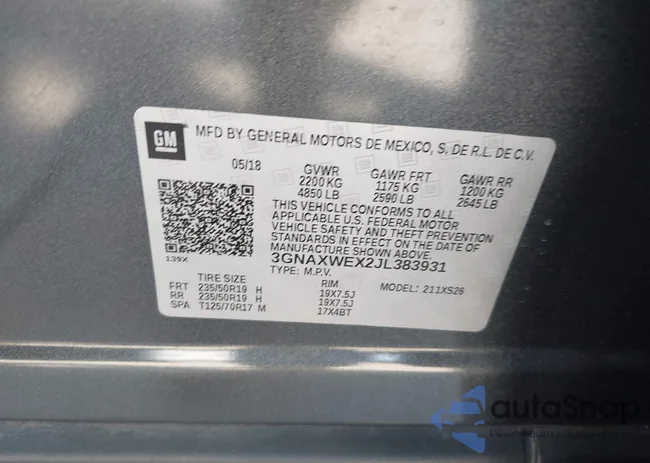 GM
MFD BY GENERAL MOTORS DE MEXICO, S. DE R.L. DE C.V.
05/18 GVWR GAWR FRT GAWR RR
2200 KG 1175 KG 1200 KG
4850 LB 2590 LB 2645 LB
THIS VEHICLE CONFORMS TO ALL
APPLICABLE U.S. FEDERAL MOTOR
VEHICLE SAFETY AND THEFT PREVENTION
STANDARDS IN EFFECT ON THE DATE OF
MANUFACTURE SHOWN ABOVE.
139X
3GNAXWEX2JL383931
TYPE: M.P.V. MODEL: 211XS26
TIRE SIZE RIM
FRT 235/50R19 H 19X7.5J
RR 235/50R19 H 19X7.5J
SPA T125/70R17 M 17X4BT
autoSnap